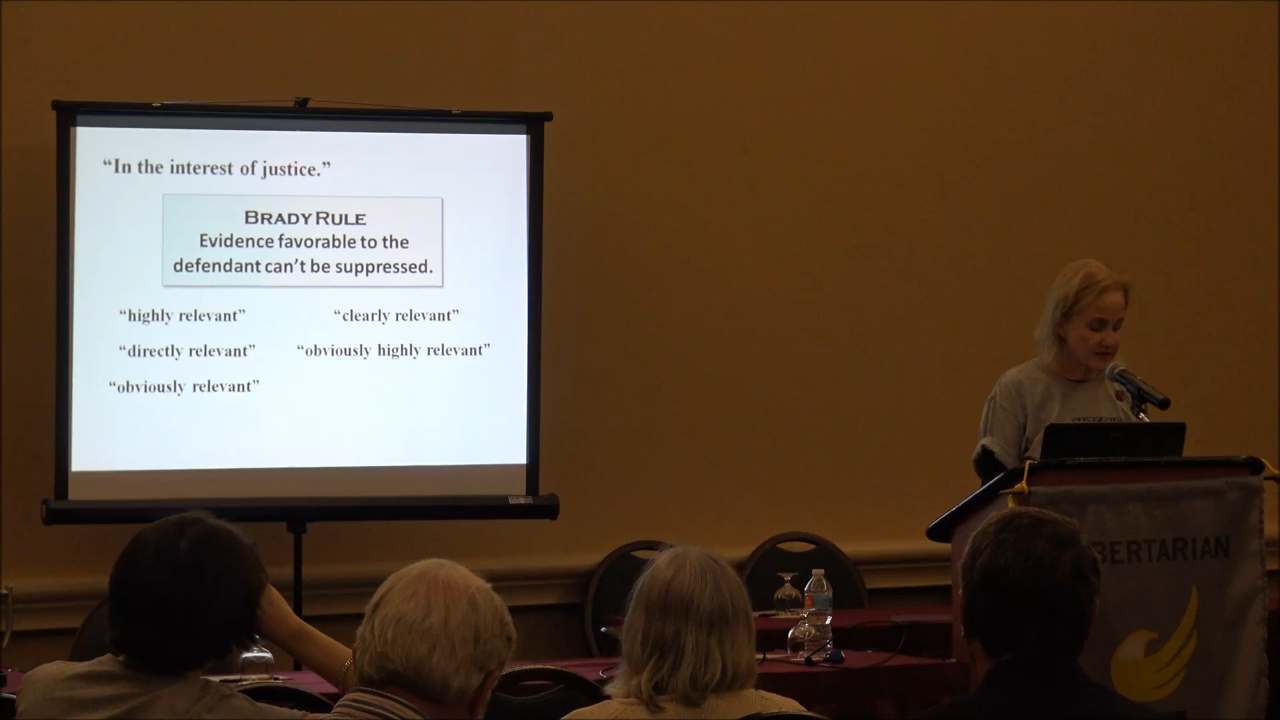 “In the interest of justice.”
BRADY RULE
Evidence favorable to the
defendant can’t be suppressed.
“highly relevant” “clearly relevant”
“directly relevant” “obviously highly relevant”
“obviously relevant”
BERTARIAN